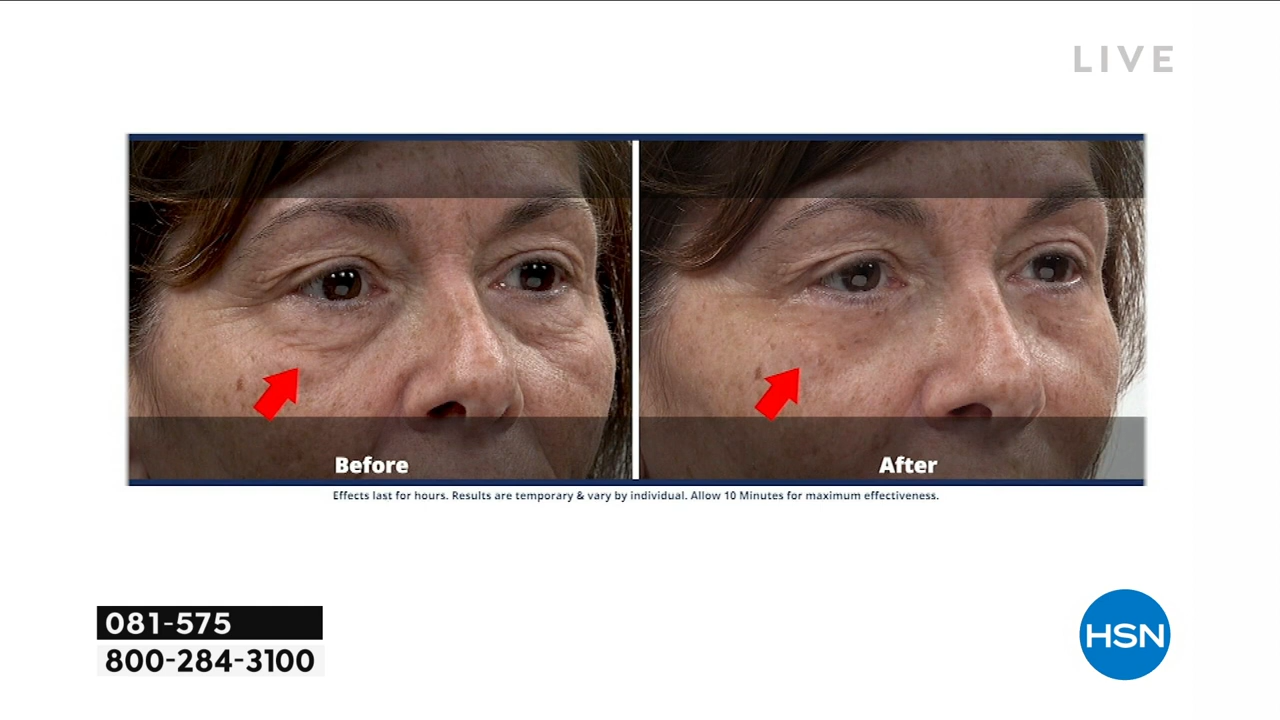 LIVE
Before
After
Effects last for hours. Results are temporary & vary by individual. Allow 10 Minutes for maximum effectiveness.
081-575
800-284-3100
HSN